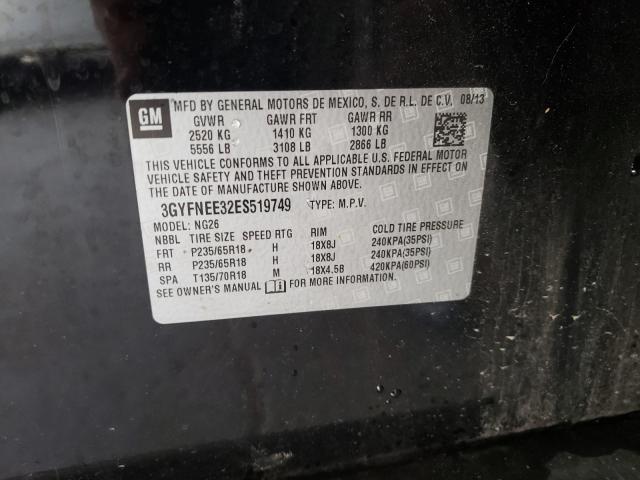 GM
MFD BY GENERAL MOTORS DE MEXICO, S. DE R.L. DE C.V. 08/13
GVWR GAWR FRT GAWR RR
2520 KG 1410 KG 1300 KG
5556 LB 3108 LB 2866 LB
THIS VEHICLE CONFORMS TO ALL APPLICABLE U.S. FEDERAL MOTOR
VEHICLE SAFETY AND THEFT PREVENTION STANDARDS IN EFFECT ON
THE DATE OF MANUFACTURE SHOWN ABOVE.
3GYFNEE32ES519749 TYPE: M.P.V.
MODEL: NG26
NBBL TIRE SIZE SPEED RTG RIM COLD TIRE PRESSURE
FRT P235/65R18 H 18X8J 240KPA(35PSI)
RR P235/65R18 H 18X8J 240KPA(35PSI)
SPA T135/70R18 M 18X4.5B 420KPA(60PSI)
SEE OWNER'S MANUAL FOR MORE INFORMATION.